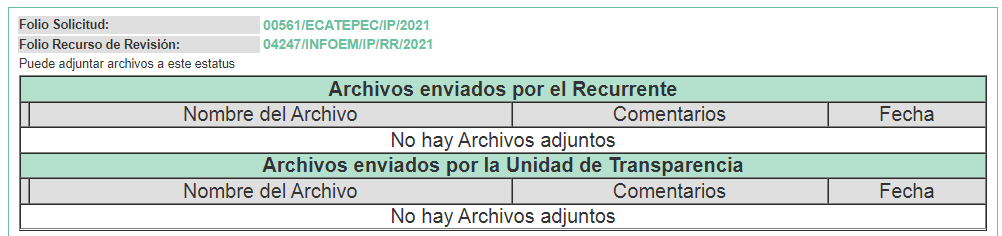 Folio Solicitud: 00561/ECATEPEC/IP/2021
Folio Recurso de Revisión: 04247/INFOEM/IP/RR/2021
Puede adjuntar archivos a este estatus
Archivos enviados por el Recurrente
Nombre del Archivo Comentarios Fecha
No hay Archivos adjuntos
Archivos enviados por la Unidad de Transparencia
Nombre del Archivo Comentarios Fecha
No hay Archivos adjuntos